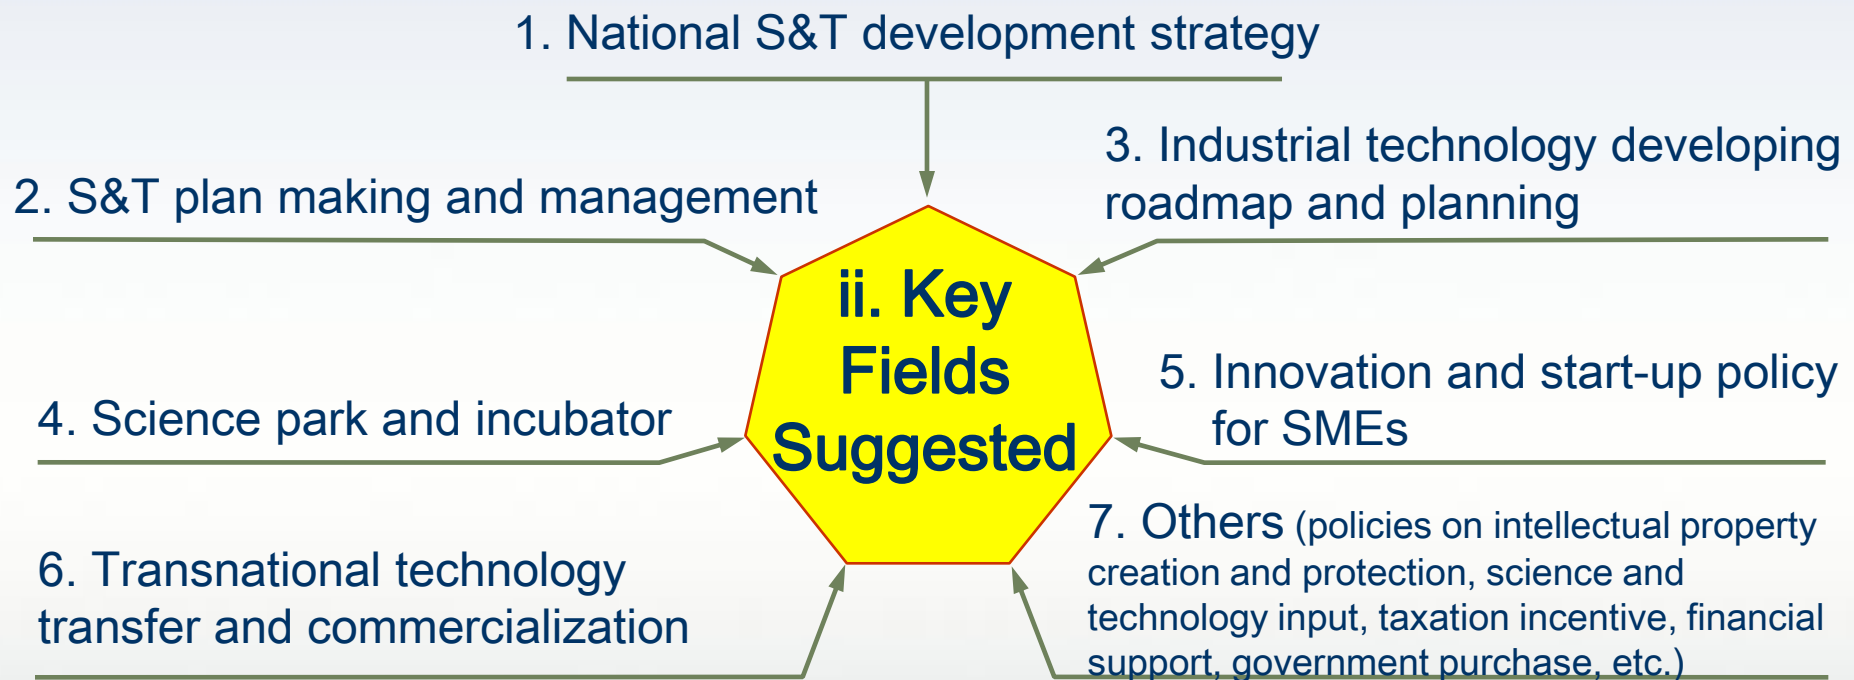 1. National S&T development strategy
2. S&T plan making and management
3. Industrial technology developing
roadmap and planning
ii. Key
Fields
Suggested
4. Science park and incubator
5. Innovation and start-up policy
for SMEs
6. Transnational technology
transfer and commercialization
7. Others (policies on intellectual property
creation and protection, science and
technology input, taxation incentive, financial
support, government purchase, etc.)